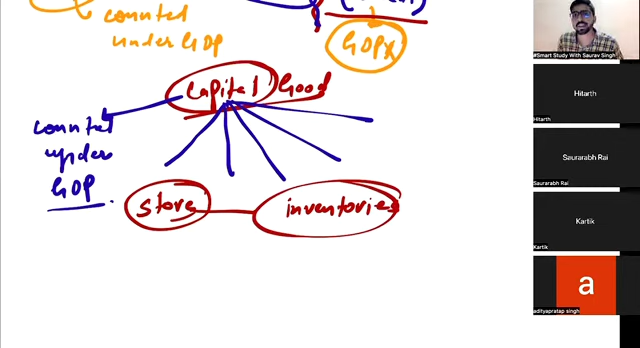 counted
under GDP
GDPX
Capital Good
counted
under
GDP.
store
inventories
#Smart Study With Saurav Singh
Hitarth
Hitarth
Saurarabh Rai
Saurarabh Rai
Kartik
Kartik
a
adityapratap singh